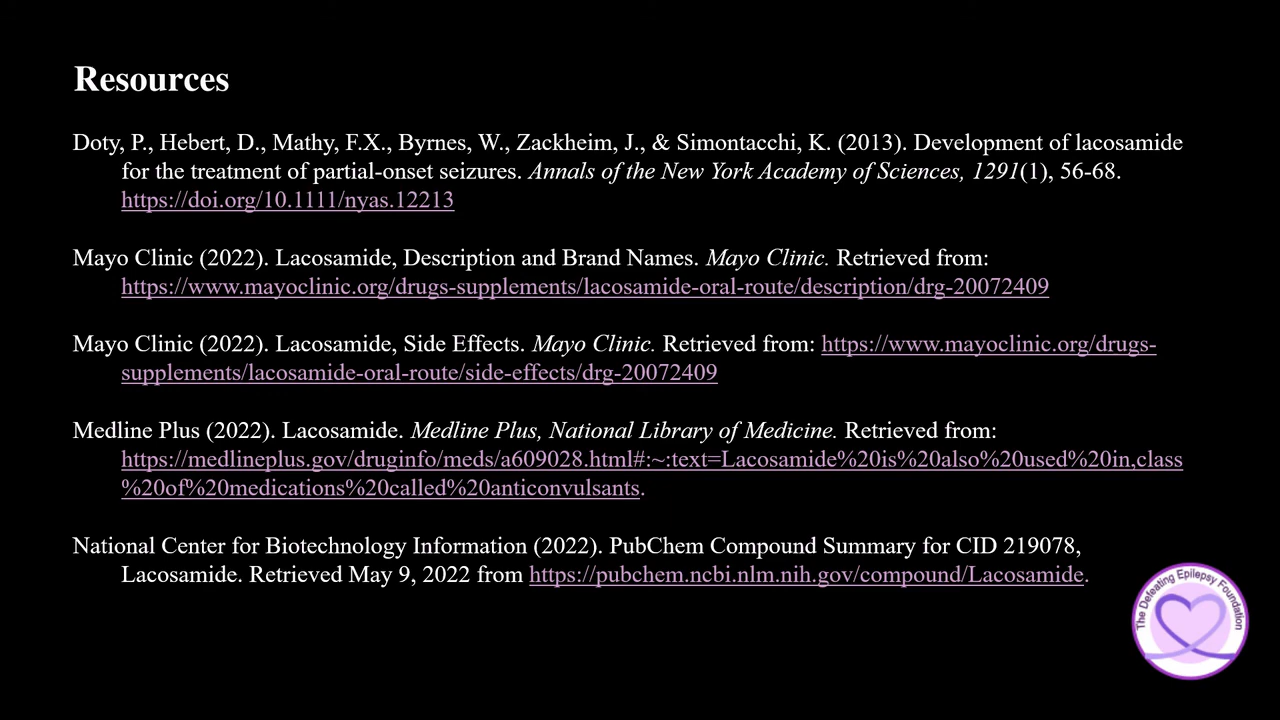 Resources
Doty, P., Hebert, D., Mathy, F.X., Byrnes, W., Zackheim, J., & Simontacchi, K. (2013). Development of lacosamide
for the treatment of partial-onset seizures. Annals of the New York Academy of Sciences, 1291(1), 56-68.
https://doi.org/10.1111/nyas.12213
Mayo Clinic (2022). Lacosamide, Description and Brand Names. Mayo Clinic. Retrieved from:
https://www.mayoclinic.org/drugs-supplements/lacosamide-oral-route/description/drg-20072409
Mayo Clinic (2022). Lacosamide, Side Effects. Mayo Clinic. Retrieved from: https://www.mayoclinic.org/drugs-
supplements/lacosamide-oral-route/side-effects/drg-20072409
Medline Plus (2022). Lacosamide. Medline Plus, National Library of Medicine. Retrieved from:
https://medlineplus.gov/druginfo/meds/a609028.html#:~:text=Lacosamide%20is%20also%20used%20in,class
%20of%20medications%20called%20anticonvulsants.
National Center for Biotechnology Information (2022). PubChem Compound Summary for CID 219078,
Lacosamide. Retrieved May 9, 2022 from https://pubchem.ncbi.nlm.nih.gov/compound/Lacosamide.
The Defeating Epilepsy Foundation